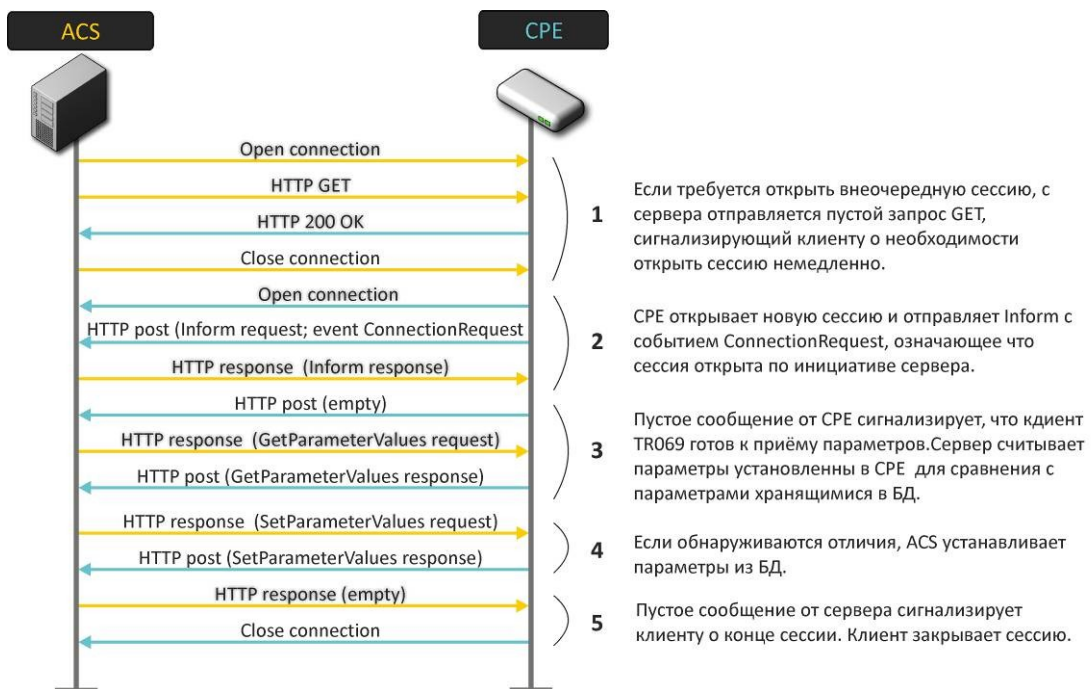 ACS
CPE
Open connection
HTTP GET
HTTP 200 OK
Close connection
1
Если требуется открыть внеочередную сессию, с
сервера отправляется пустой запрос GET,
сигнализирующий клиенту о необходимости
открыть сессию немедленно.
Open connection
HTTP post (Inform request; event ConnectionRequest
HTTP response (Inform response)
2
CPE открывает новую сессию и отправляет Inform с
событием ConnectionRequest, означающее что
сессия открыта по инициативе сервера.
HTTP post (empty)
HTTP response (GetParameterValues request)
HTTP post (GetParameterValues response)
3
Пустое сообщение от CPE сигнализирует, что кдиент
TR069 готов к приёму параметров.Сервер считывает
параметры установленны в CPE для сравнения с
параметрами хранящимися в БД.
HTTP response (SetParameterValues request)
HTTP post (SetParameterValues response)
4
Если обнаруживаются отличия, ACS устанавливает
параметры из БД.
HTTP response (empty)
Close connection
5
Пустое сообщение от сервера сигнализирует
клиенту о конце сессии. Клиент закрывает сессию.